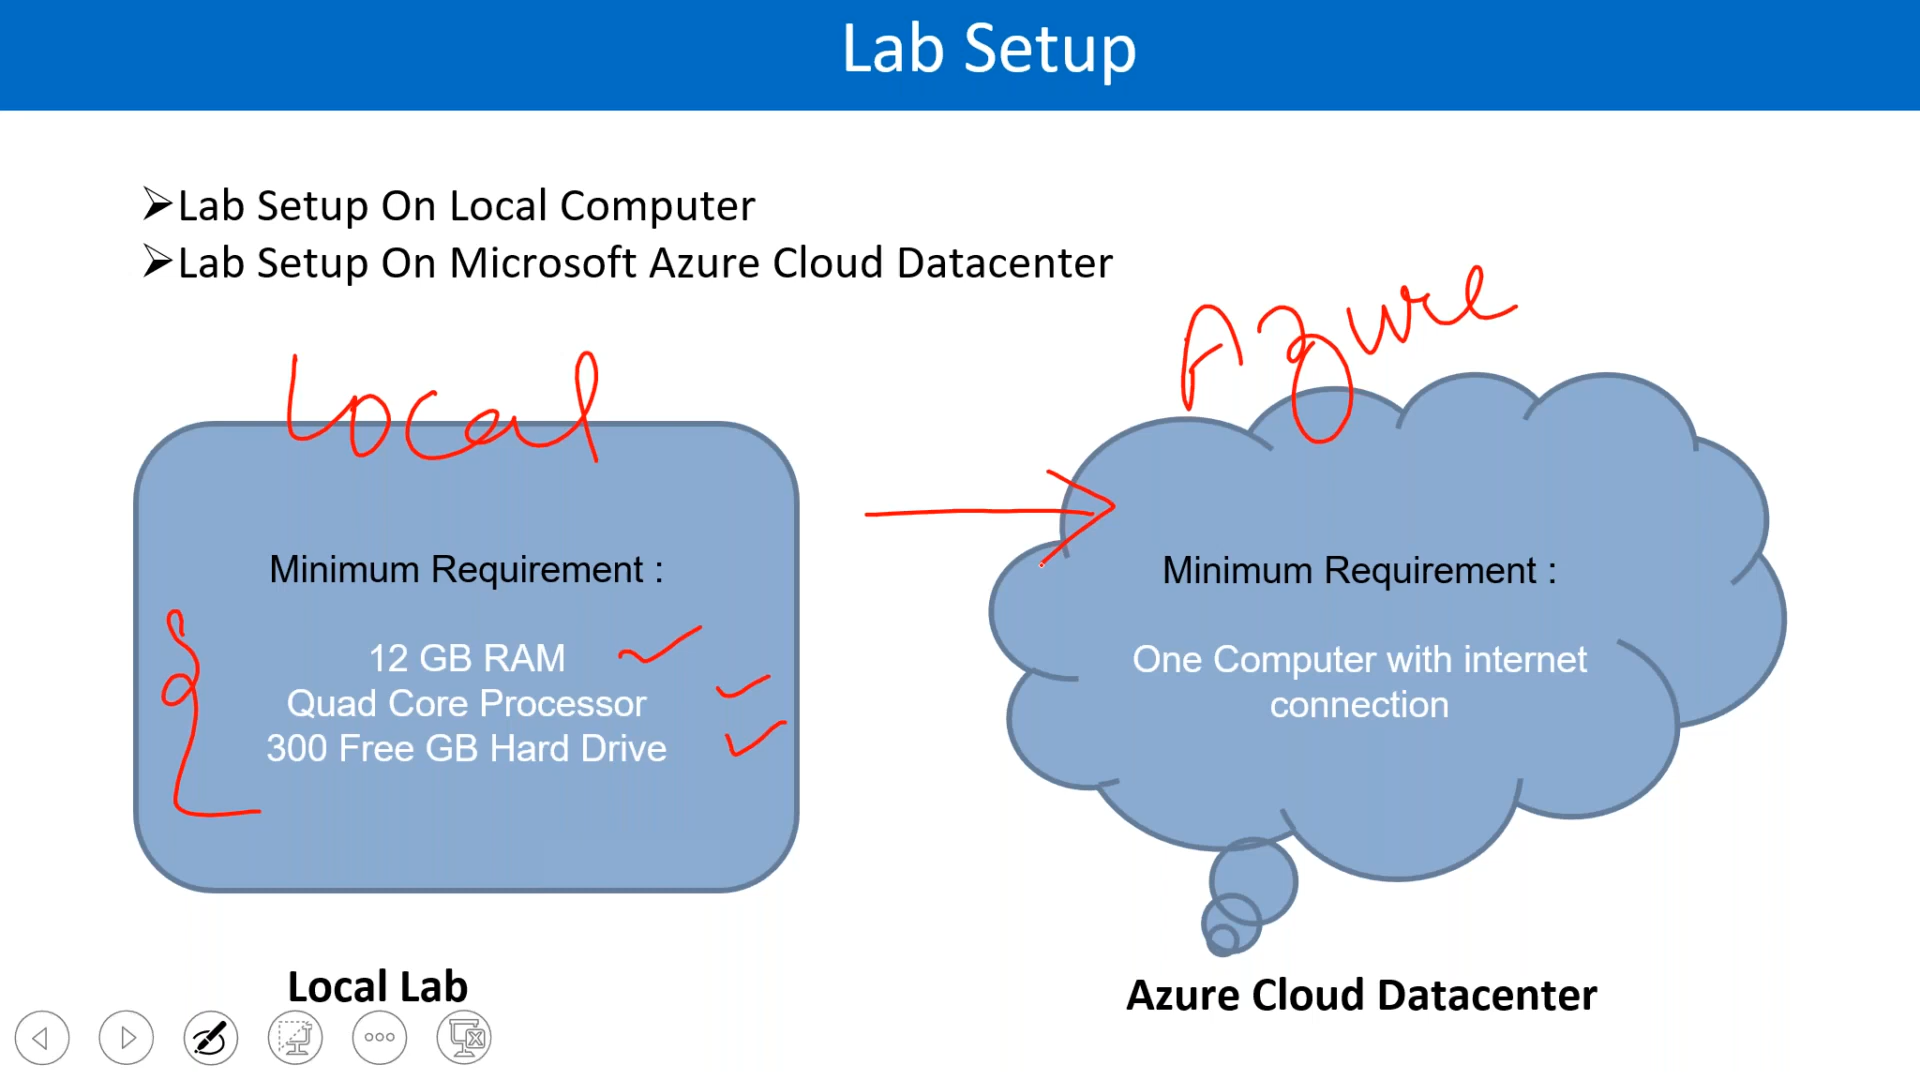 Lab Setup
➢Lab Setup On Local Computer
➢Lab Setup On Microsoft Azure Cloud Datacenter
Local
Azure
Minimum Requirement :
12 GB RAM
Quad Core Processor
300 Free GB Hard Drive
Minimum Requirement :
One Computer with internet
connection
Local Lab
Azure Cloud Datacenter